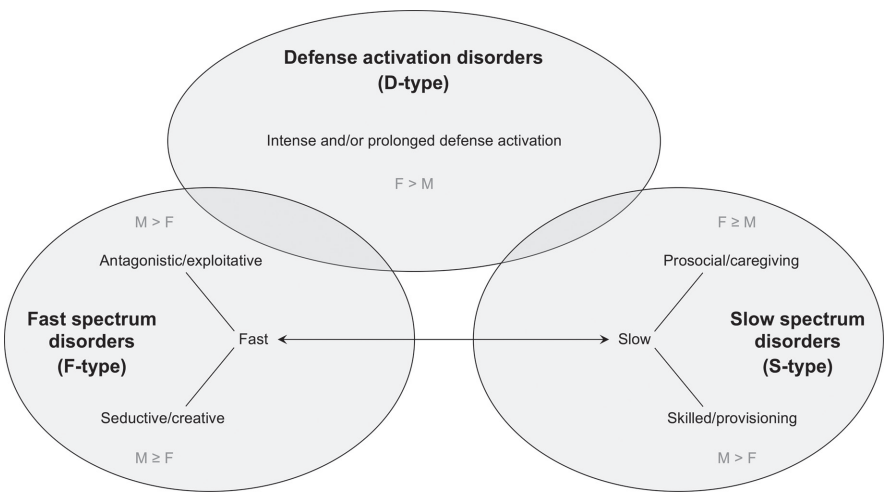 Defense activation disorders
(D-type)
Intense and/or prolonged defense activation
F > M
M > F
Antagonistic/exploitative
Fast spectrum
disorders
(F-type)
Fast
Seductive/creative
M ≥ F
F ≥ M
Prosocial/caregiving
Slow
Slow spectrum
disorders
(S-type)
Skilled/provisioning
M > F